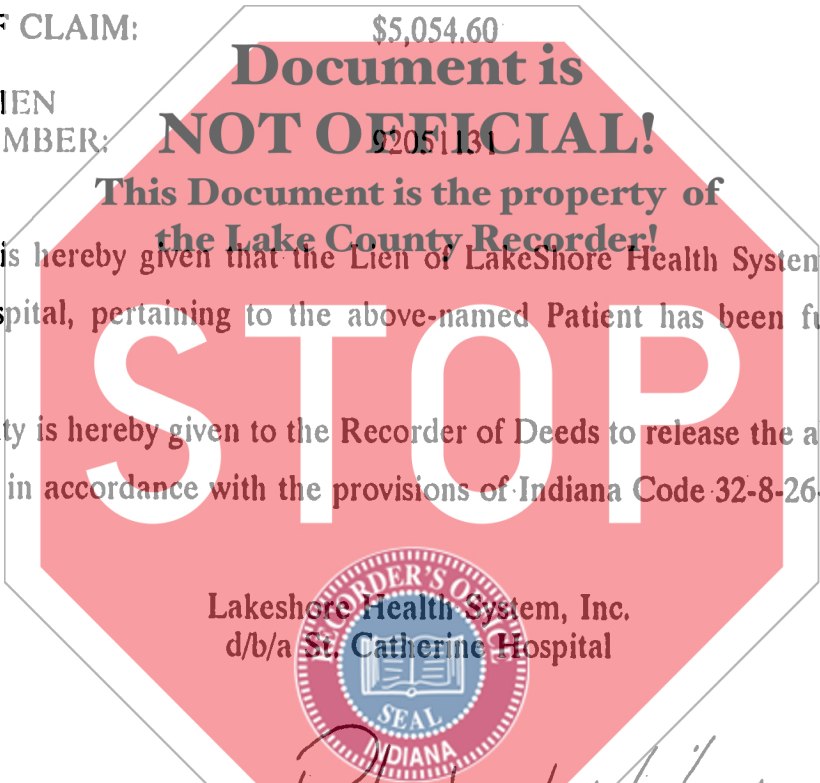 F CLAIM: $5,054.60
Document is
IEN
MBER: 92051131
NOT OFFICIAL!
This Document is the property of
the Lake County Recorder!
is hereby given that the Lien of LakeShore Health System
spital, pertaining to the above-named Patient has been fu
STOP
ty is hereby given to the Recorder of Deeds to release the a
in accordance with the provisions of Indiana Code 32-8-26-
Lakeshore Health System, Inc.
d/b/a St. Catherine Hospital
RECORDER'S OFFICE
SEAL
INDIANA